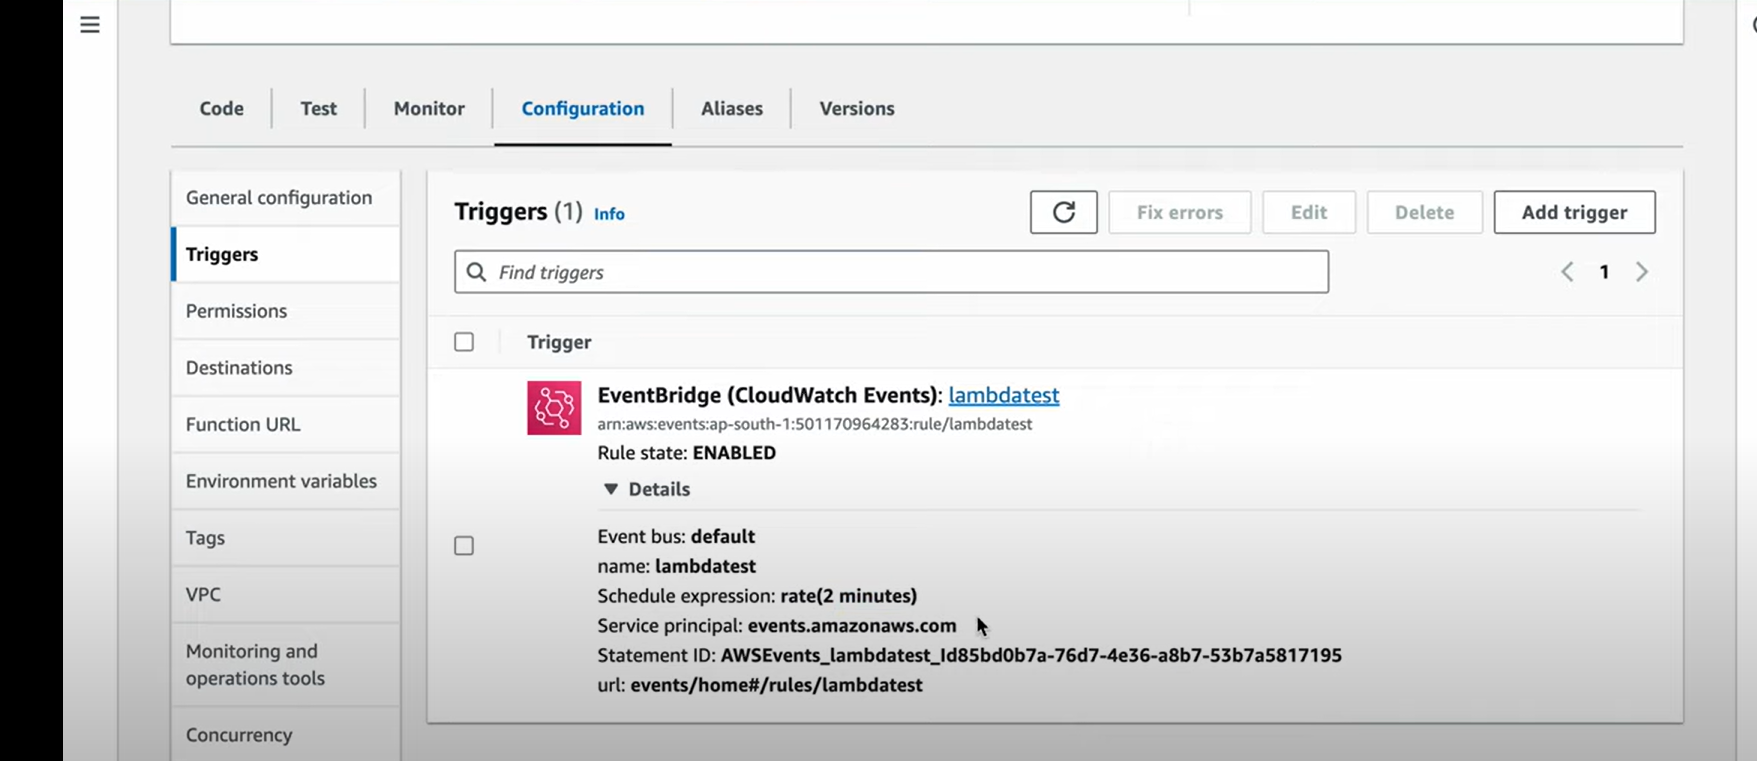 Code
Test
Monitor
Configuration
Aliases
Versions
General configuration
Triggers
Permissions
Destinations
Function URL
Environment variables
Tags
VPC
Monitoring and
operations tools
Concurrency
Triggers (1) Info
Fix errors
Edit
Delete
Add trigger
Find triggers
1
Trigger
EventBridge (CloudWatch Events): lambdatest
arn:aws:events:ap-south-1:501170964283:rule/lambdatest
Rule state: ENABLED
Details
Event bus: default
name: lambdatest
Schedule expression: rate(2 minutes)
Service principal: events.amazonaws.com
Statement ID: AWSEvents_lambdatest_Id85bd0b7a-76d7-4e36-a8b7-53b7a5817195
url: events/home#/rules/lambdatest